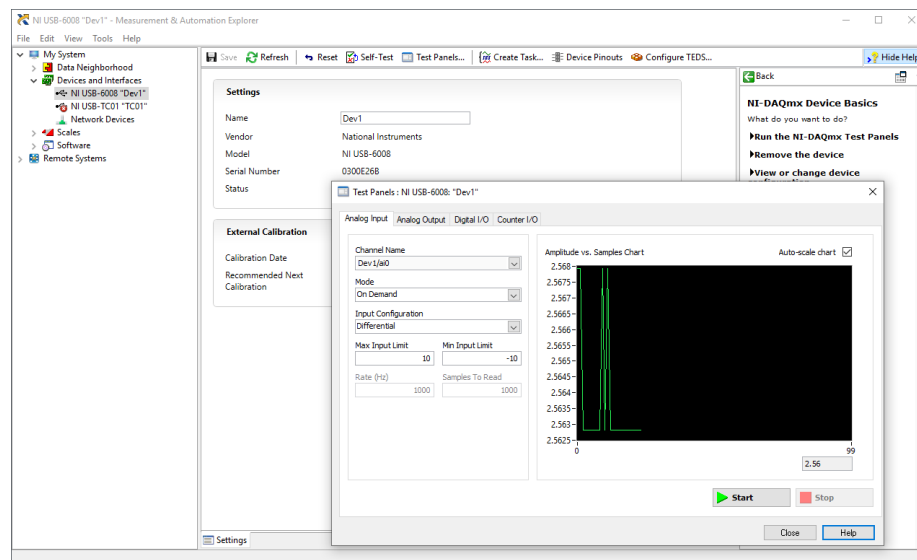 NI USB-6008 "Dev1" - Measurement & Automation Explorer
File Edit View Tools Help
My System
Data Neighborhood
Devices and Interfaces
NI USB-6008 "Dev1"
NI USB-TC01 "TC01"
Network Devices
Scales
Software
Remote Systems
Save Refresh Reset Self-Test Test Panels... Create Task... Device Pinouts Configure TEDS... Hide Help
Settings
Name Dev1
Vendor National Instruments
Model NI USB-6008
Serial Number 0300E26B
Status
External Calibration
Calibration Date
Recommended Next
Calibration
Settings
Back
NI-DAQmx Device Basics
What do you want to do?
Run the NI-DAQmx Test Panels
Remove the device
View or change device
Test Panels : NI USB-6008: "Dev1"
Analog Input Analog Output Digital I/O Counter I/O
Channel Name
Dev1/ai0
Mode
On Demand
Input Configuration
Differential
Max Input Limit Min Input Limit
10 -10
Rate (Hz) Samples To Read
1000 1000
Amplitude vs. Samples Chart Auto-scale chart
2.568
2.5675
2.567
2.5665
2.566
2.5655
2.565
2.5645
2.564
2.5635
2.563
2.5625
0 99
2.56
Start Stop
Close Help